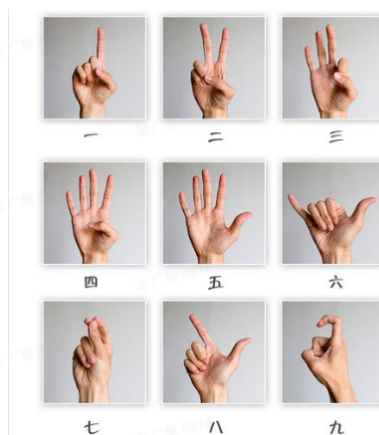 一 二 三
四 五 六
七 八 九